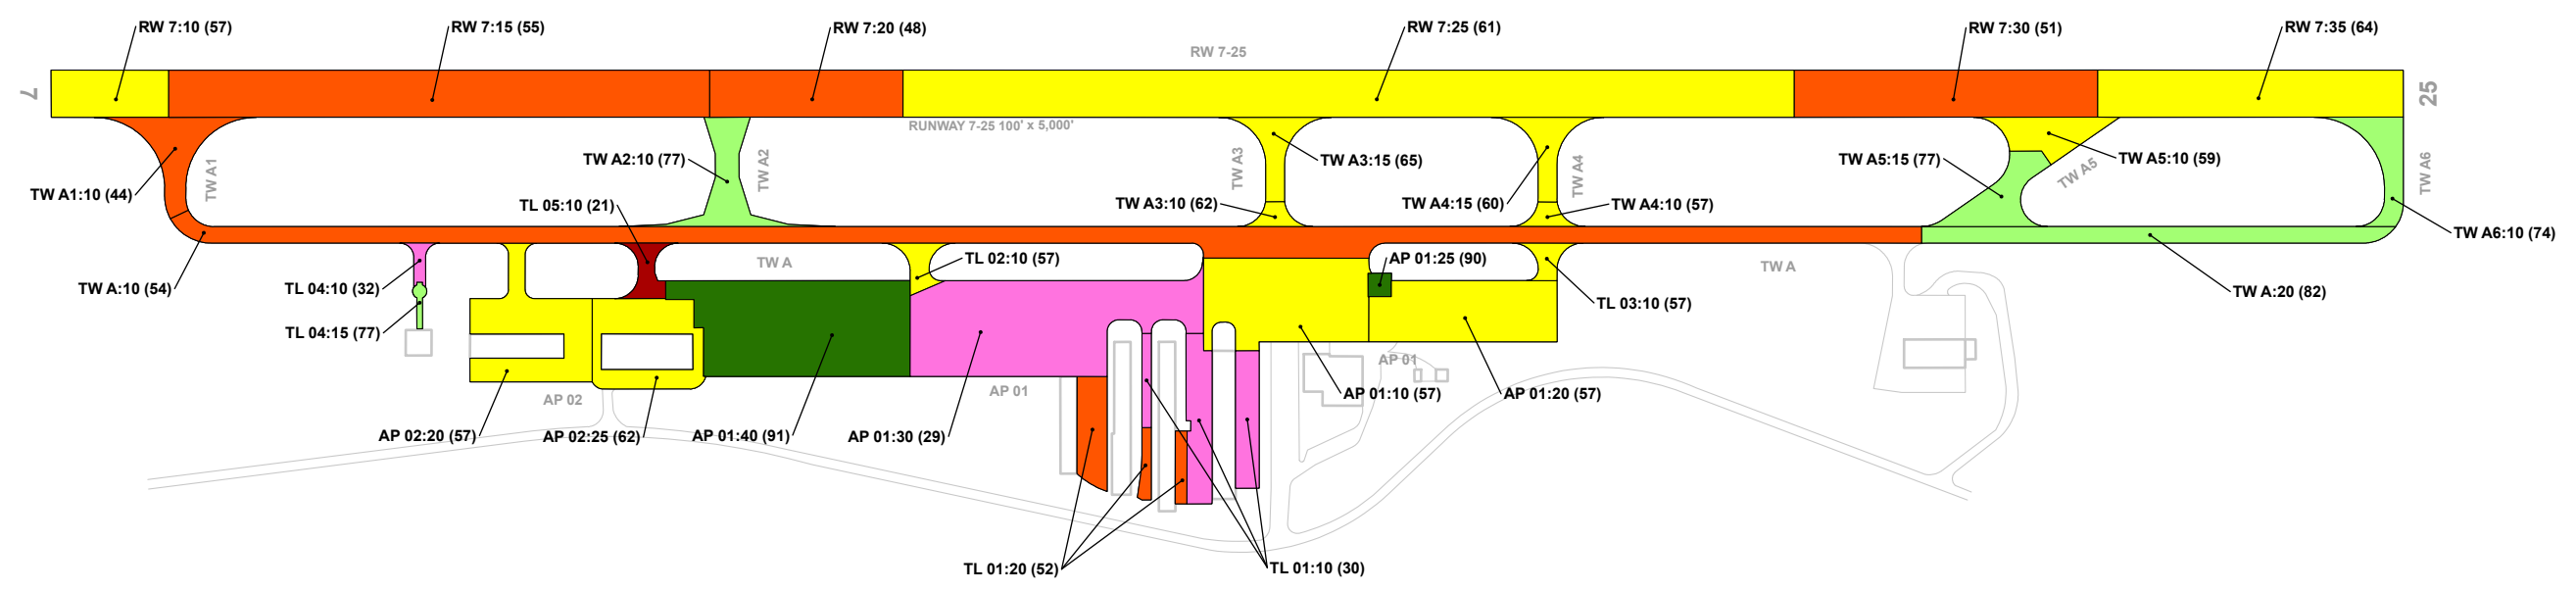 RW 7:10 (57)
RW 7:15 (55)
RW 7:20 (48)
RW 7:25 (61)
RW 7:30 (51)
RW 7:35 (64)
RW 7-25
7
25
RUNWAY 7-25 100' x 5,000'
TW A1
TW A2
TW A3
TW A4
TW A5
TW A6
TW A2:10 (77)
TW A3:15 (65)
TW A5:15 (77)
TW A5:10 (59)
TW A1:10 (44)
TL 05:10 (21)
TW A3:10 (62)
TW A4:15 (60)
TW A4:10 (57)
TW A6:10 (74)
TW A
TL 02:10 (57)
AP 01:25 (90)
TW A
TW A:10 (54)
TL 04:10 (32)
TL 03:10 (57)
TW A:20 (82)
TL 04:15 (77)
AP 01
AP 02
AP 01
AP 01:10 (57)
AP 01:20 (57)
AP 02:20 (57)
AP 02:25 (62)
AP 01:40 (91)
AP 01:30 (29)
TL 01:20 (52)
TL 01:10 (30)